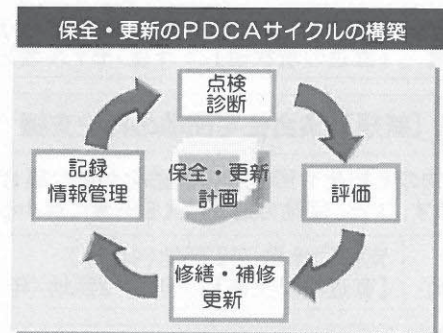 保全・更新のPDCAサイクルの構築
点検
診断
記録
情報管理
保全・更新
計画
評価
修繕・補修
更新